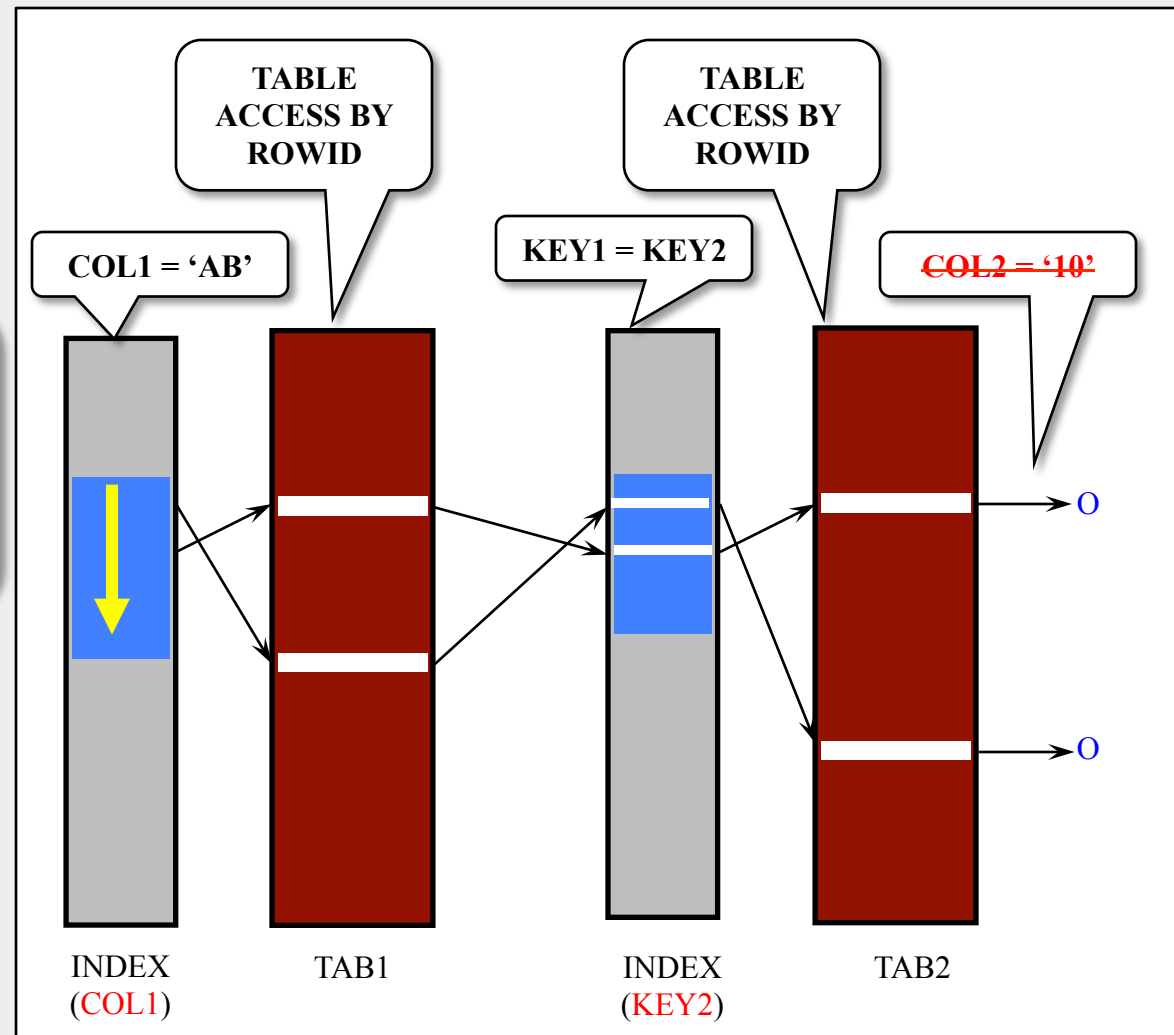 TABLE
ACCESS BY
ROWID
TABLE
ACCESS BY
ROWID
COL1 = ‘AB’
KEY1 = KEY2
COL2 = ‘10’
O
O
INDEX
(COL1)
TAB1
INDEX
(KEY2)
TAB2